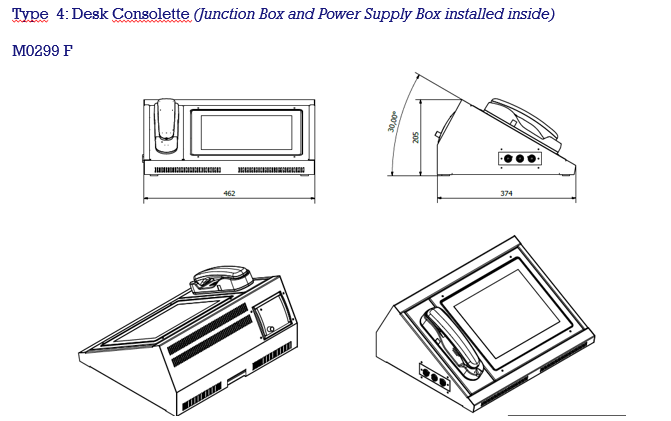 Type 4: Desk Consolette (Junction Box and Power Supply Box installed inside)
M0299 F
30,00°
205
462
374